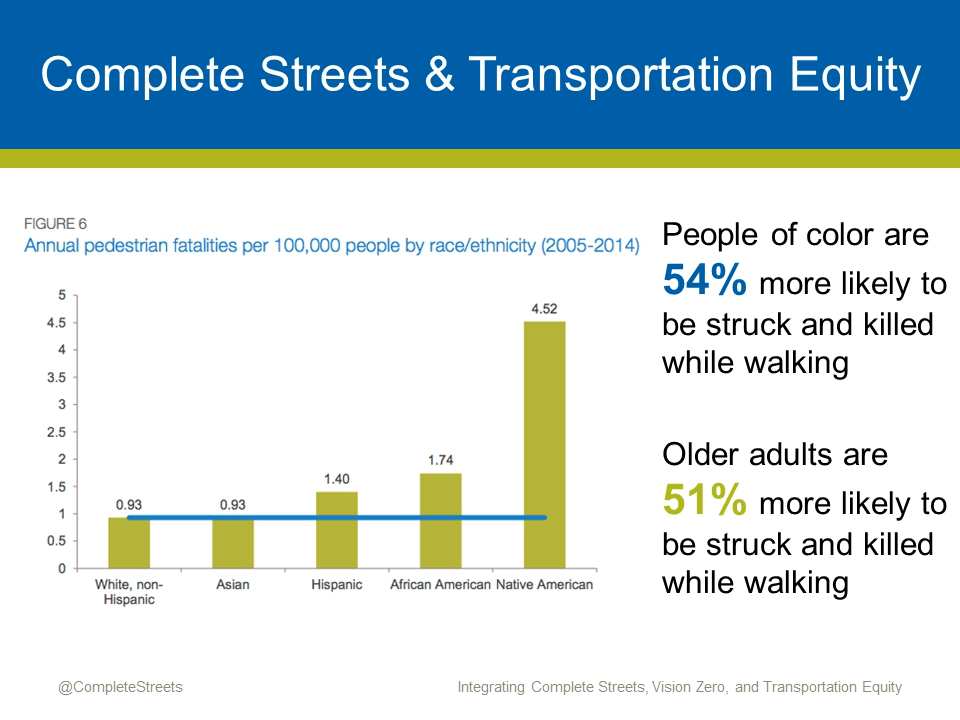 Complete Streets & Transportation Equity
FIGURE 6
Annual pedestrian fatalities per 100,000 people by race/ethnicity (2005-2014)
5
4.5
4
3.5
3
2.5
2
1.5
1
0.5
0
0.93
0.93
1.40
1.74
4.52
White, non-
Hispanic
Asian
Hispanic
African American
Native American
People of color are
54% more likely to
be struck and killed
while walking
Older adults are
51% more likely to
be struck and killed
while walking
@CompleteStreets
Integrating Complete Streets, Vision Zero, and Transportation Equity